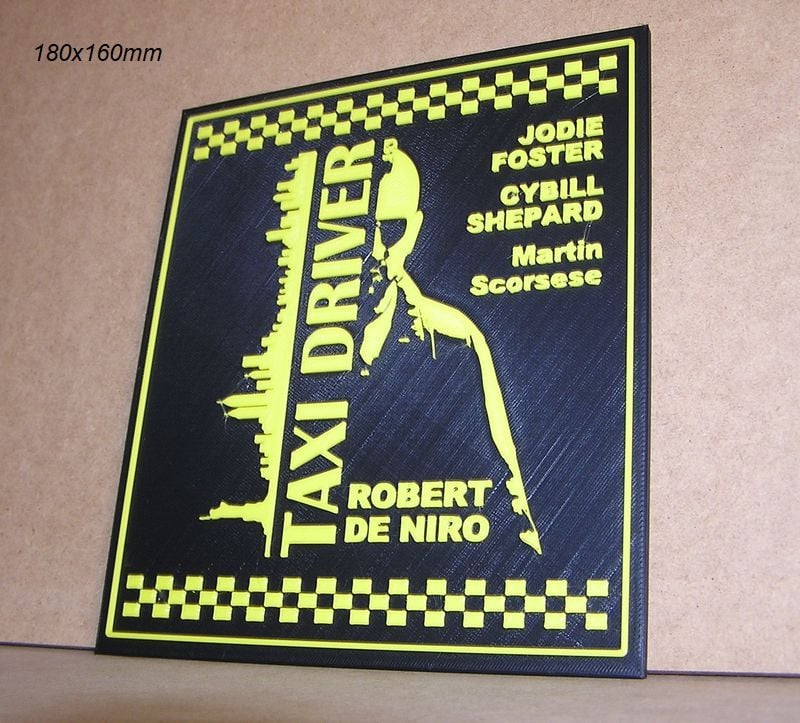 180x160mm
JODIE
FOSTER
CYBILL
SHEPARD
Martin
Scorsese
TAXI DRIVER
ROBERT
DE NIRO